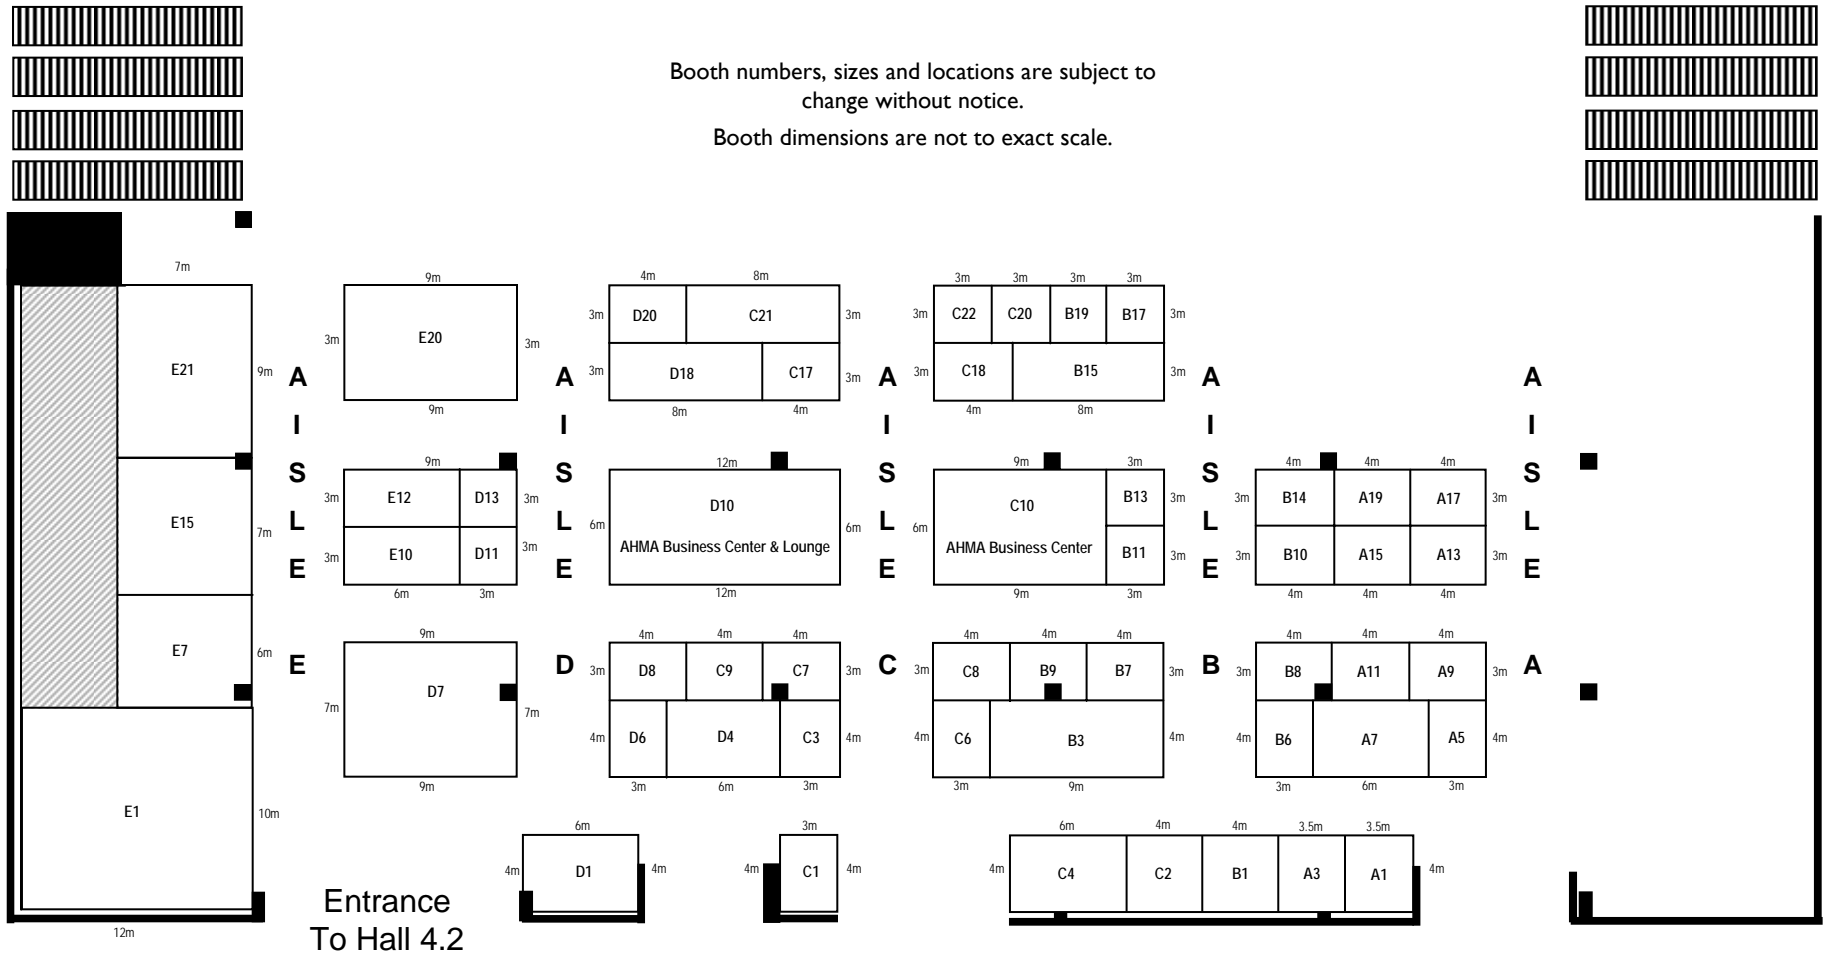 Booth numbers, sizes and locations are subject to
change without notice.
Booth dimensions are not to exact scale.
7m
9m
4m 8m
3m 3m 3m 3m
E21
9m
3m E20 3m
9m
3m D20 C21 3m
3m D18 C17 3m
8m 4m
3m C22 C20 B19 B17 3m
3m C18 B15 3m
4m 8m
A A A A A
I I I I I
S S S S S
L L L L L
E E E E E
E D C B A
E15
7m
9m
3m E12 D13 3m
3m E10 D11 3m
6m 3m
12m
D10
6m AHMA Business Center & Lounge 6m
12m
9m 3m
C10 B13 3m
6m AHMA Business Center B11 3m
9m 3m
4m 4m 4m
3m B14 A19 A17 3m
3m B10 A15 A13 3m
4m 4m 4m
E7
6m
9m
D7
7m 7m
9m
4m 4m 4m
3m D8 C9 C7 3m
4m D6 D4 C3 4m
3m 6m 3m
4m 4m 4m
3m C8 B9 B7 3m
4m C6 B3 4m
3m 9m
4m 4m 4m
3m B8 A11 A9 3m
4m B6 A7 A5 4m
3m 6m 3m
E1
10m
12m
Entrance
To Hall 4.2
6m
4m D1 4m
3m
4m C1 4m
6m 4m 4m 3.5m 3.5m
4m C4 C2 B1 A3 A1 4m